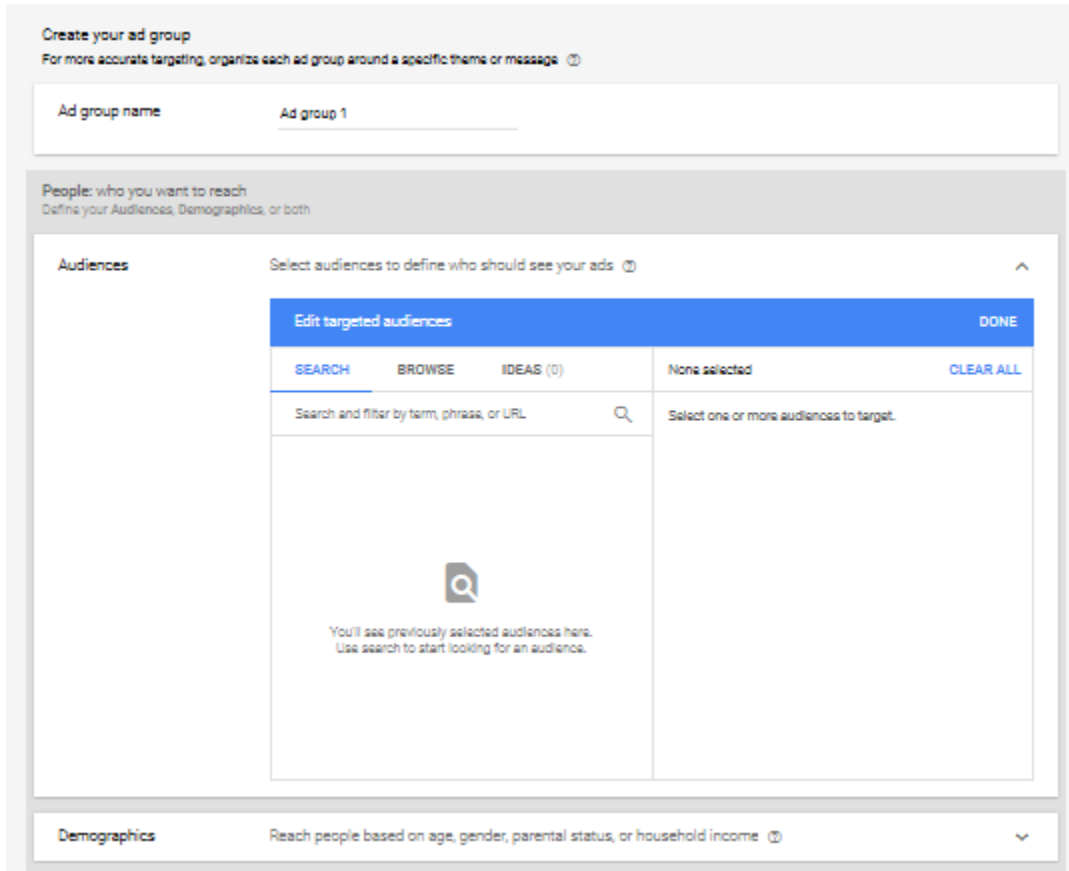 Create your ad group
For more accurate targeting, organize each ad group around a specific theme or message
Ad group name
Ad group 1
People: who you want to reach
Define your Audiences, Demographics, or both
Audiences
Select audiences to define who should see your ads
Edit targeted audiences
DONE
SEARCH
BROWSE
IDEAS (0)
None selected
CLEAR ALL
Search and filter by term, phrase, or URL
Select one or more audiences to target.
You'll see previously selected audiences here.
Use search to start looking for an audience.
Demographics
Reach people based on age, gender, parental status, or household income